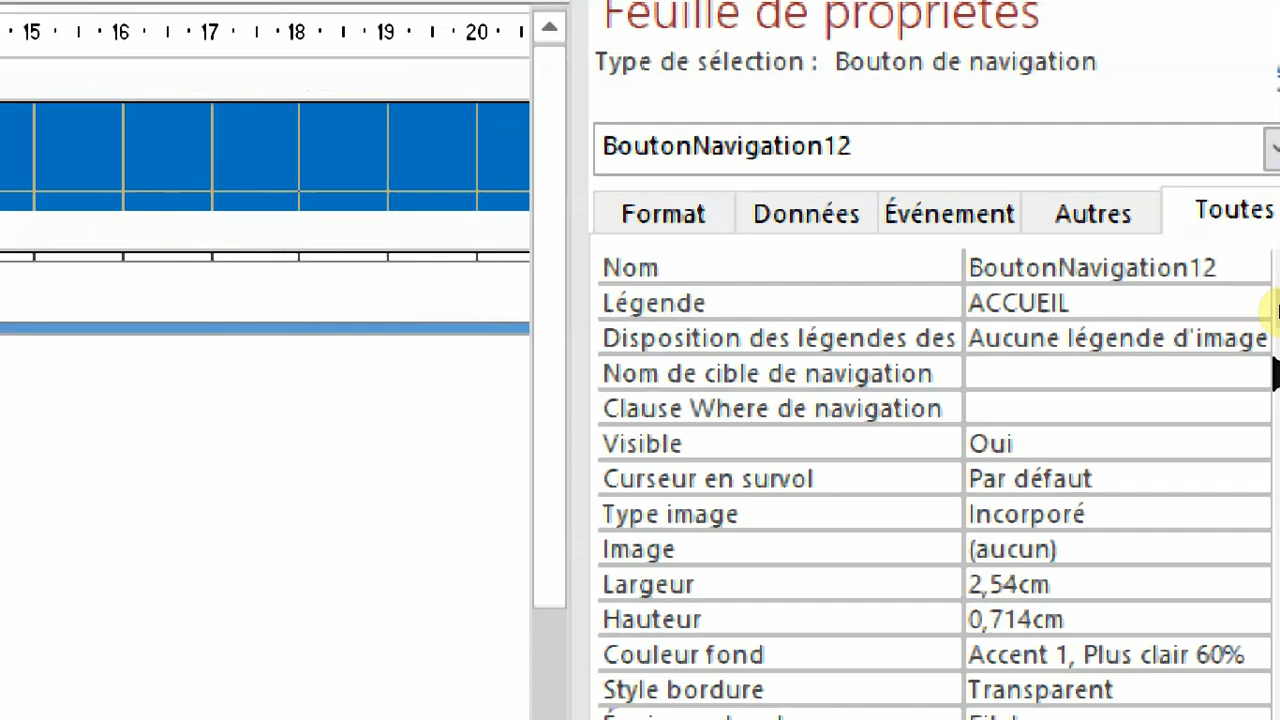 15 16 17 18 19 20
Feuille de propriétés
Type de sélection : Bouton de navigation
BoutonNavigation12
Format Données Événement Autres Toutes
Nom BoutonNavigation12
Légende ACCUEIL
Disposition des légendes des Aucune légende d'image
Nom de cible de navigation
Clause Where de navigation
Visible Oui
Curseur en survol Par défaut
Type image Incorporé
Image (aucun)
Largeur 2,54cm
Hauteur 0,714cm
Couleur fond Accent 1, Plus clair 60%
Style bordure Transparent